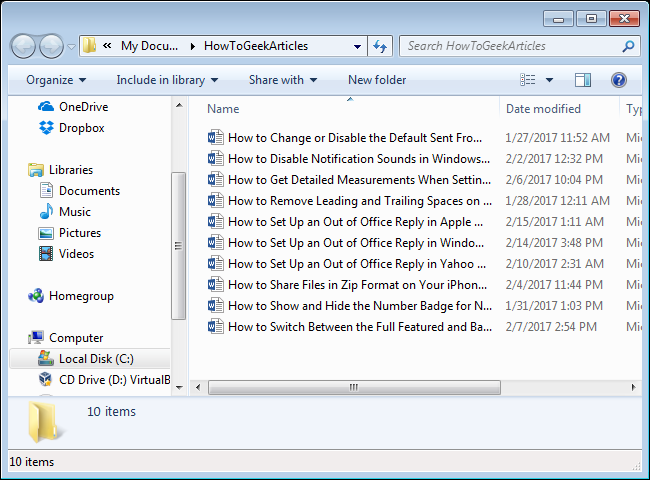 « My Docu... HowToGeekArticles Search HowToGeekArticles
Organize Include in library Share with New folder
OneDrive
Dropbox
Libraries
Documents
Music
Pictures
Videos
Homegroup
Computer
Local Disk (C:)
CD Drive (D:) VirtualB
Name Date modified Typ
How to Change or Disable the Default Sent Fro... 1/27/2017 11:52 AM Mic
How to Disable Notification Sounds in Windows... 2/2/2017 12:32 PM Mic
How to Get Detailed Measurements When Settin... 2/6/2017 10:04 PM Mic
How to Remove Leading and Trailing Spaces on ... 1/28/2017 12:11 AM Mic
How to Set Up an Out of Office Reply in Apple ... 2/15/2017 1:11 AM Mic
How to Set Up an Out of Office Reply in Windo... 2/14/2017 3:48 PM Mic
How to Set Up an Out of Office Reply in Yahoo ... 2/10/2017 2:31 AM Mic
How to Share Files in Zip Format on Your iPhon... 2/4/2017 11:44 PM Mic
How to Show and Hide the Number Badge for N... 1/31/2017 1:03 PM Mic
How to Switch Between the Full Featured and Ba... 2/7/2017 2:54 PM Mic
10 items
10 items